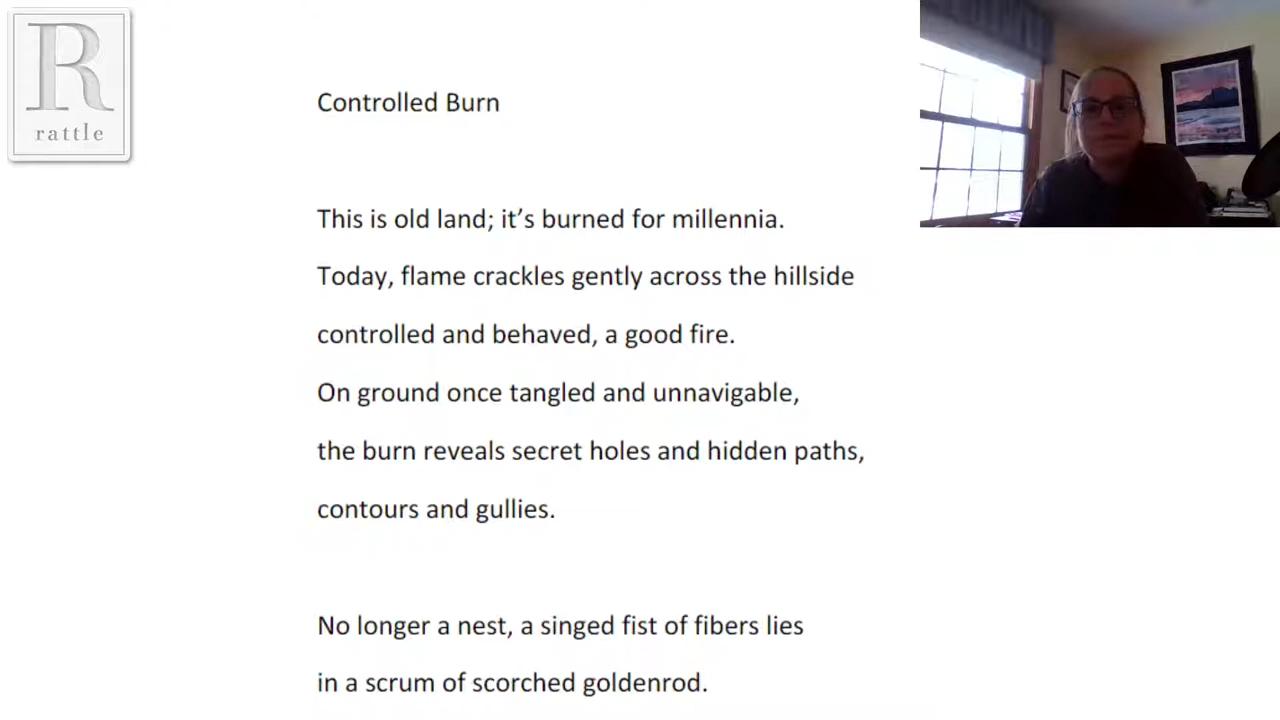 R
rattle
Controlled Burn
This is old land; it’s burned for millennia.
Today, flame crackles gently across the hillside
controlled and behaved, a good fire.
On ground once tangled and unnavigable,
the burn reveals secret holes and hidden paths,
contours and gullies.
No longer a nest, a singed fist of fibers lies
in a scrum of scorched goldenrod.